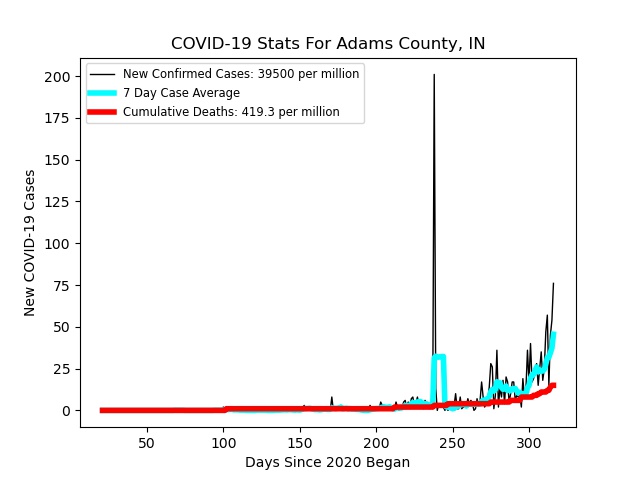 COVID-19 Stats For Adams County, IN
New Confirmed Cases: 39500 per million
7 Day Case Average
Cumulative Deaths: 419.3 per million
New COVID-19 Cases
200
175
150
125
100
75
50
25
0
50 100 150 200 250 300
Days Since 2020 Began